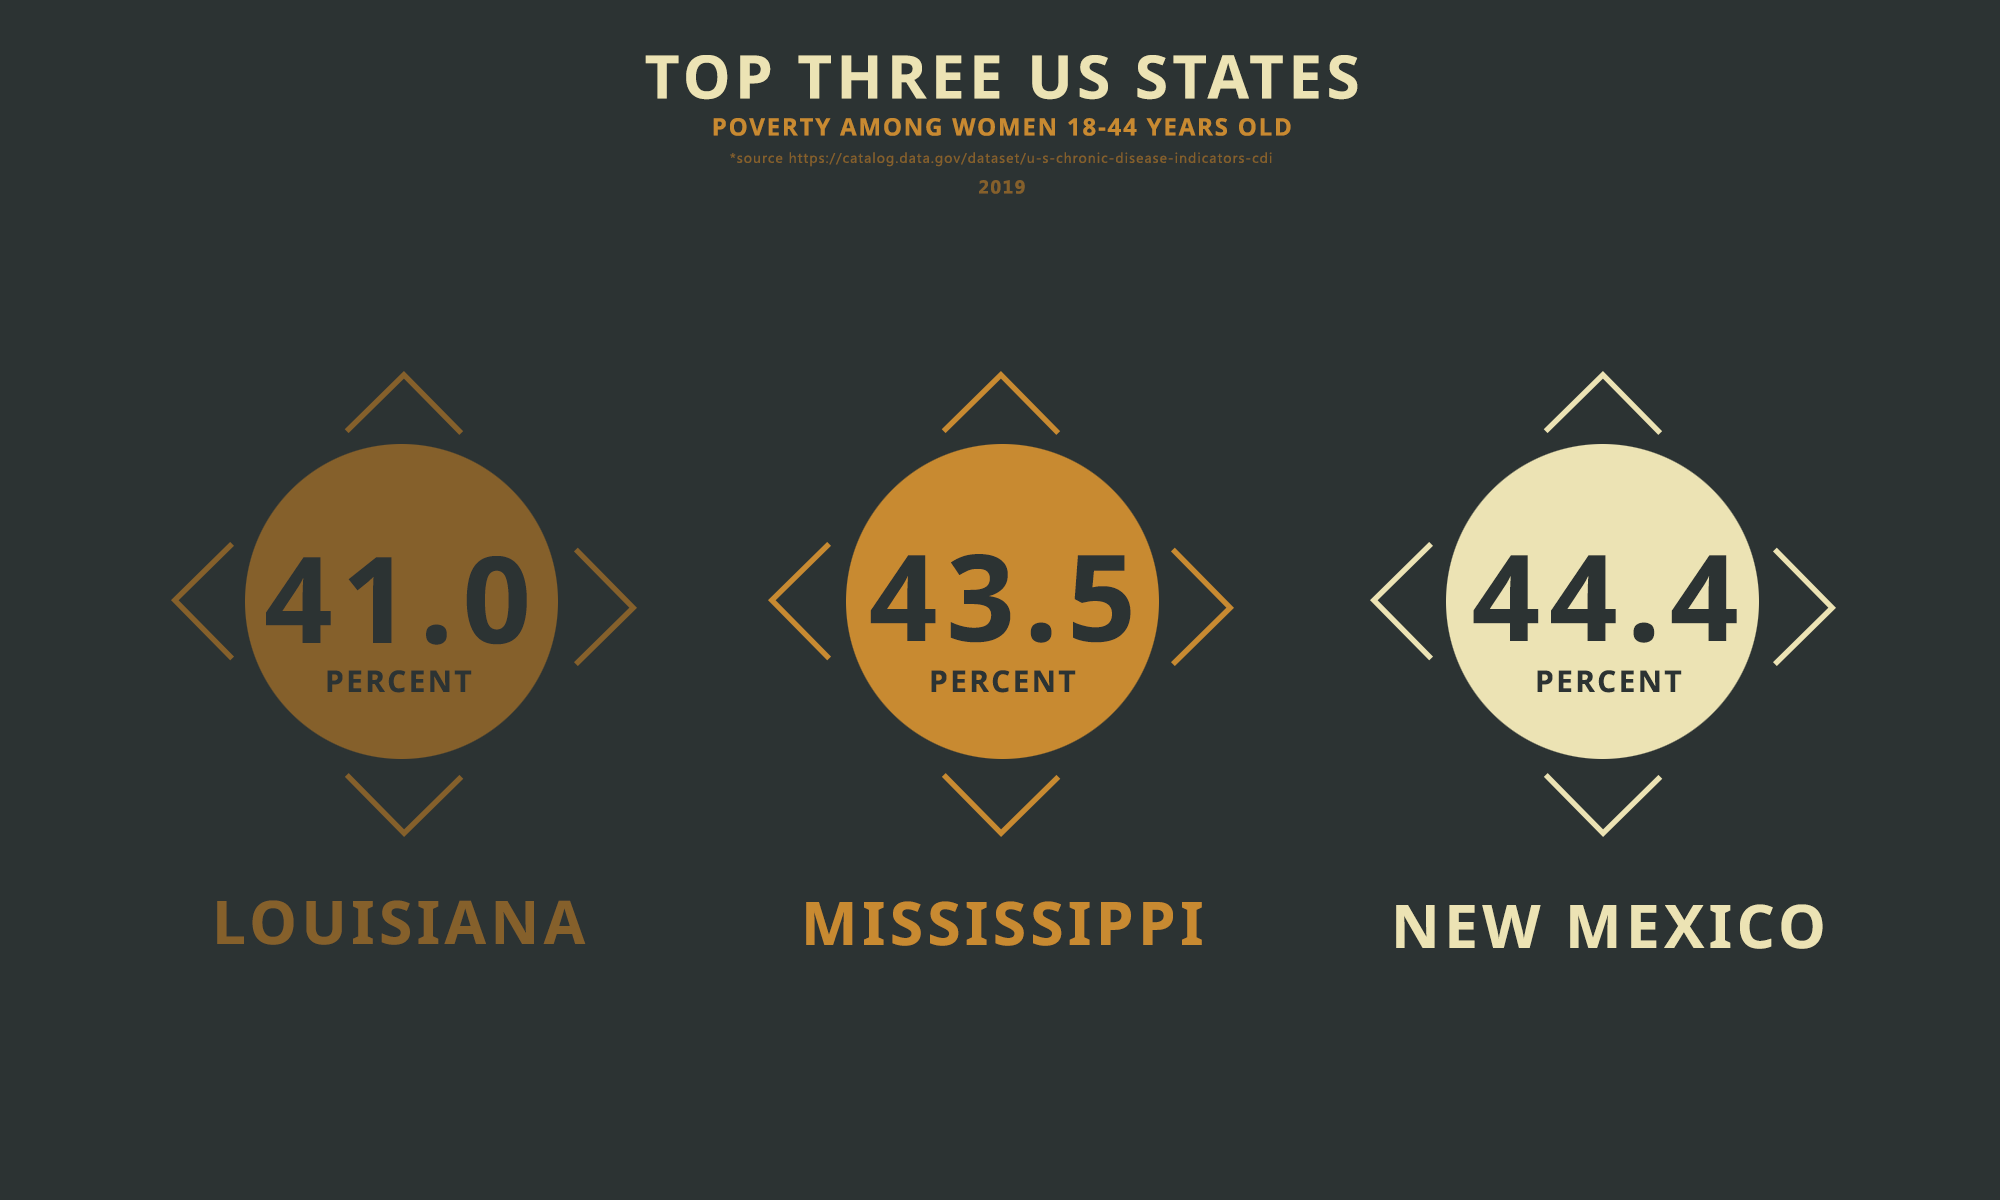 TOP THREE US STATES
POVERTY AMONG WOMEN 18-44 YEARS OLD
*source https://catalog.data.gov/dataset/u-s-chronic-disease-indicators-cdi
2019
41.0
PERCENT
LOUISIANA
43.5
PERCENT
MISSISSIPPI
44.4
PERCENT
NEW MEXICO